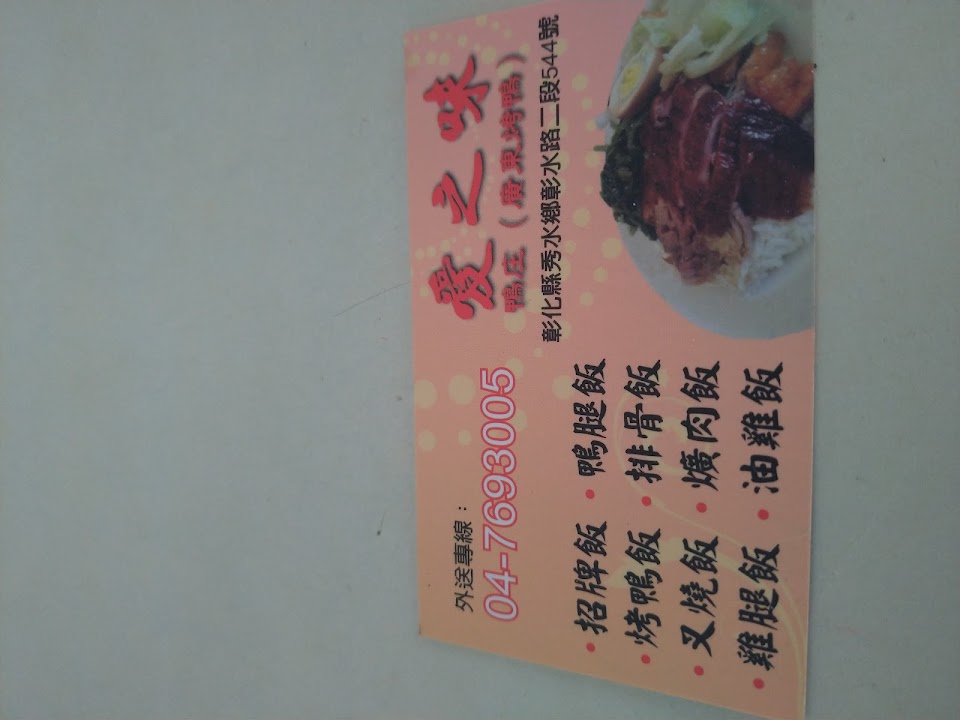 外送專線：
04-7693005
愛之味
鴨庄（廣東烤鴨）
彰化縣秀水鄉彰水路二段544號
•招牌飯 •鴨腿飯
•烤鴨飯 •排骨飯
•叉燒飯 •爌肉飯
•雞腿飯 •油雞飯